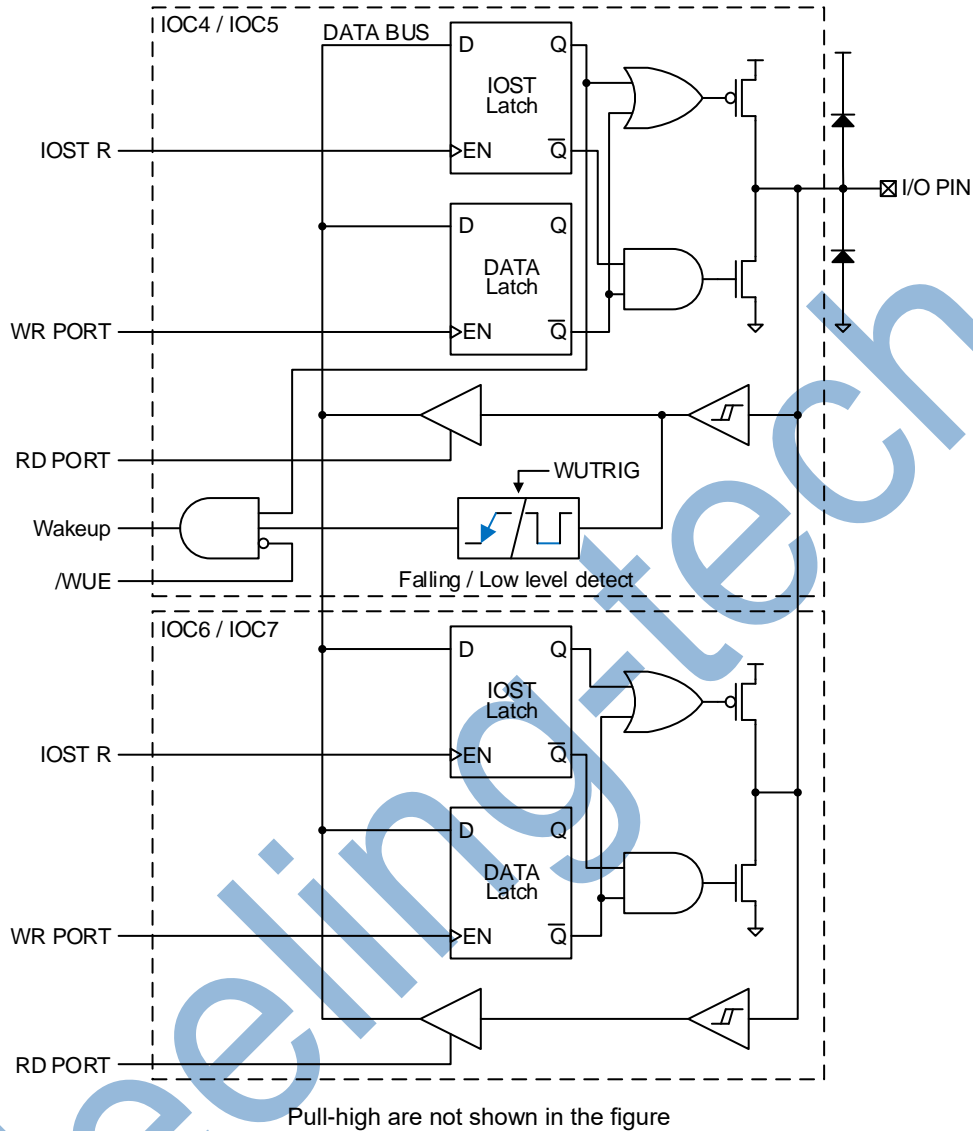 IOC4 / IOC5
DATA BUS
D Q
IOST
Latch
IOST R
EN Q
I/O PIN
D Q
DATA
Latch
WR PORT
EN Q
RD PORT
WUTRIG
Wakeup
/WUE
Falling / Low level detect
IOC6 / IOC7
D Q
IOST
Latch
IOST R
EN Q
D Q
DATA
Latch
WR PORT
EN Q
RD PORT
Pull-high are not shown in the figure
eeling-tech